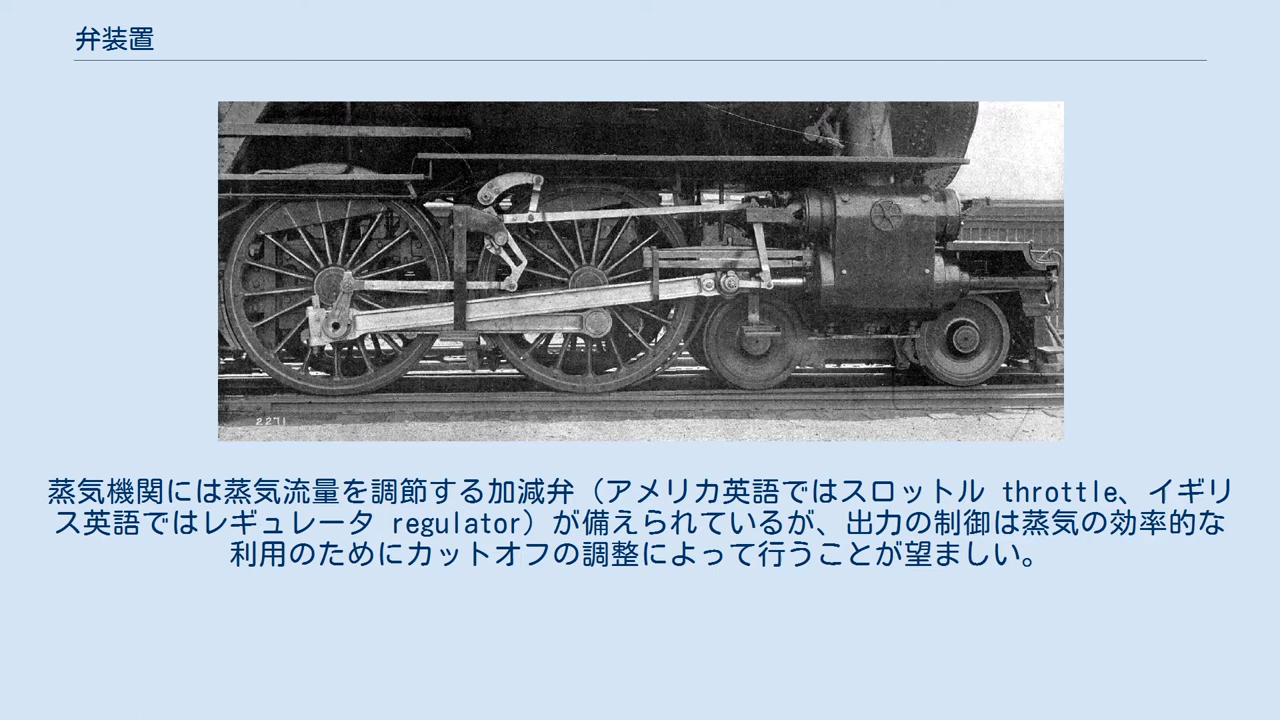 弁装置
2271
蒸気機関には蒸気流量を調節する加減弁（アメリカ英語ではスロットル throttle、イギリ
ス英語ではレギュレータ regulator）が備えられているが、出力の制御は蒸気の効率的な
利用のためにカットオフの調整によって行うことが望ましい。